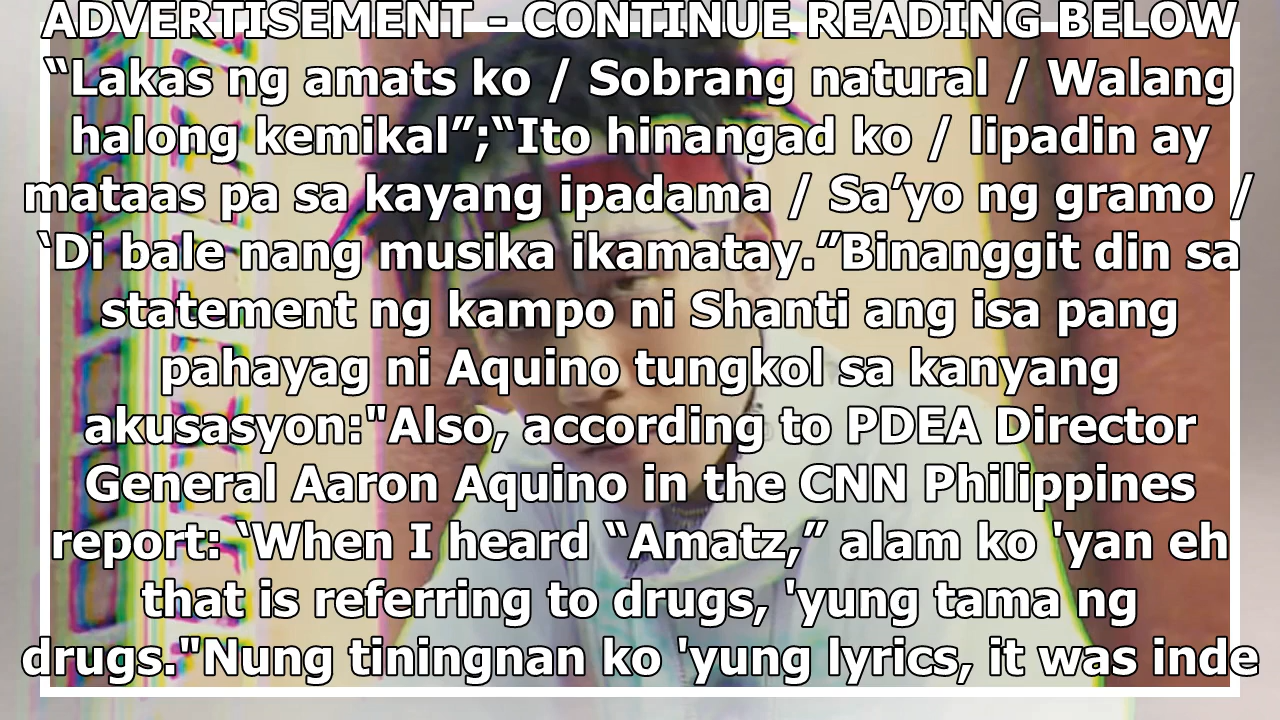 ADVERTISEMENT - CONTINUE READING BELOW
“Lakas ng amats ko / Sobrang natural / Walang
halong kemikal”;“Ito hinangad ko / lipadin ay
mataas pa sa kayang ipadama / Sa’yo ng gramo /
‘Di bale nang musika ikamatay.”Binanggit din sa
statement ng kampo ni Shanti ang isa pang
pahayag ni Aquino tungkol sa kanyang
akusasyon:"Also, according to PDEA Director
General Aaron Aquino in the CNN Philippines
report: ‘When I heard “Amatz,” alam ko 'yan eh
that is referring to drugs, 'yung tama ng
drugs."Nung tiningnan ko 'yung lyrics, it was inde